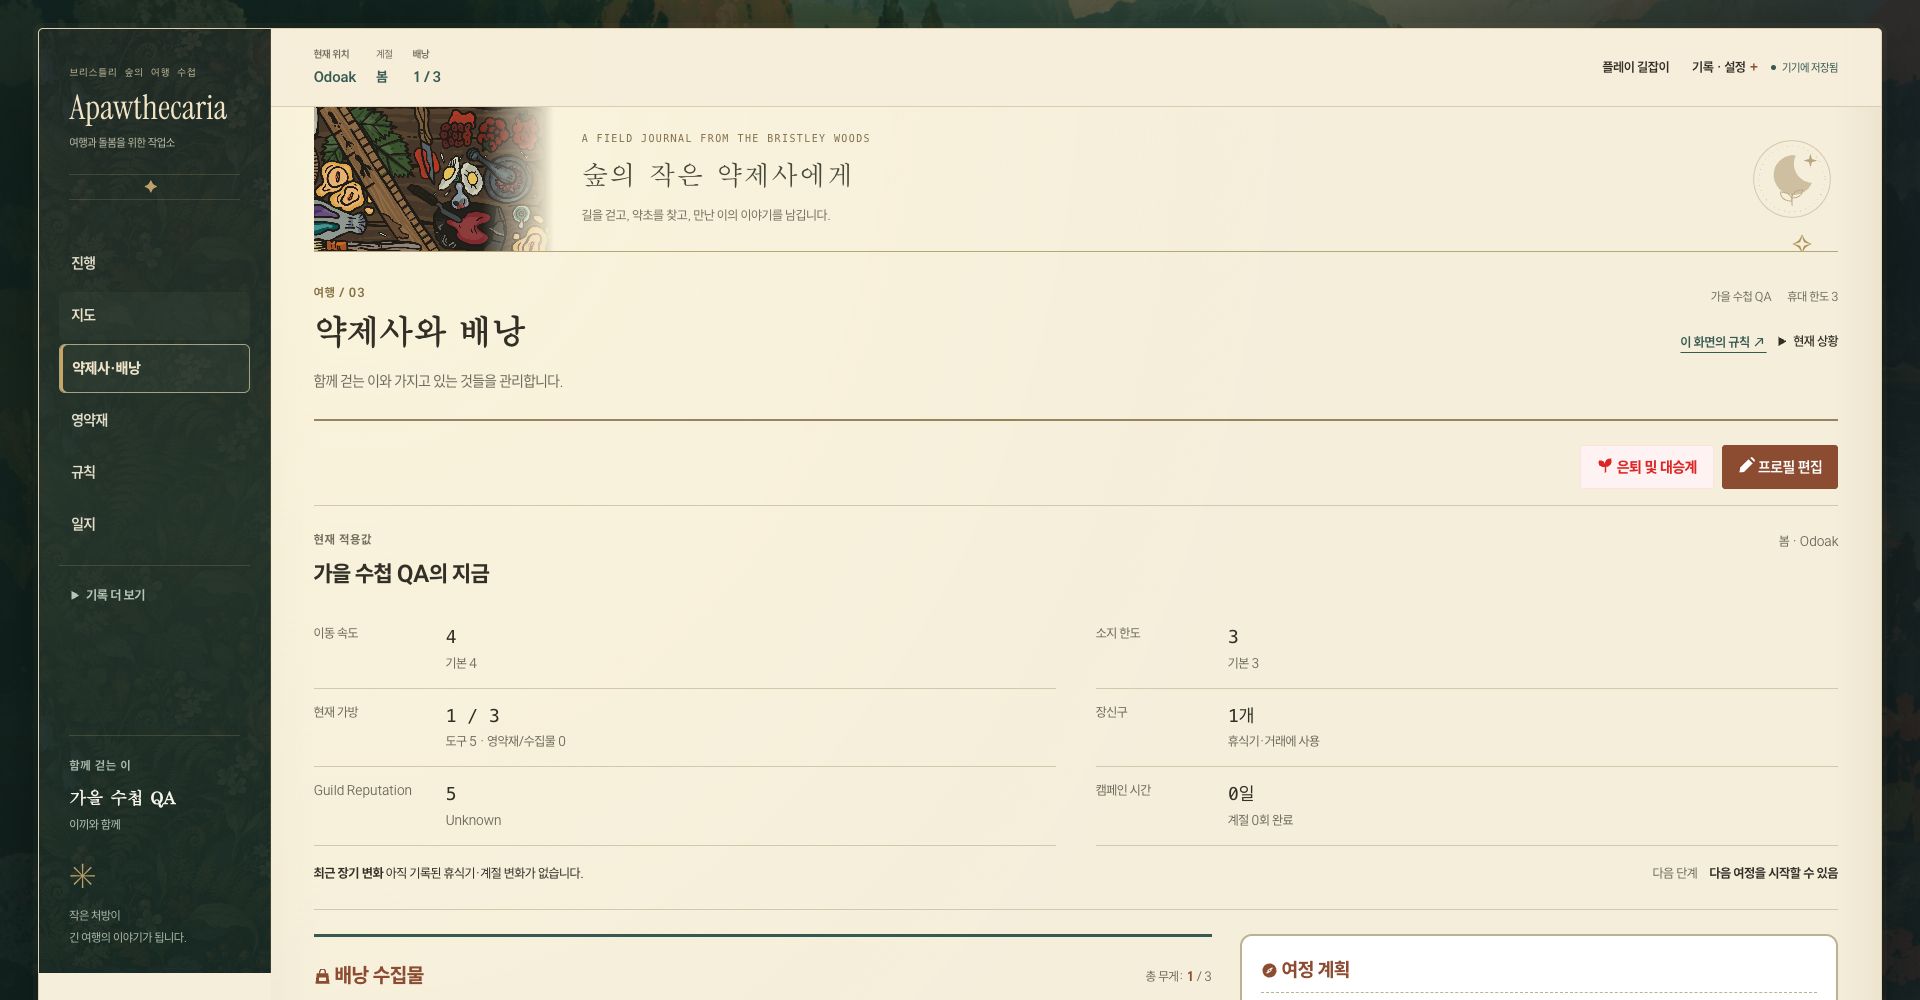 브리스틀리 숲의 여행 수첩
Apawthecaria
여행과 돌봄을 위한 작업소
진행
지도
약제사·배낭
영약재
규칙
일지
▶ 기록 더 보기
함께 걷는 이
가을 수첩 QA
이끼와 함께
작은 처방이
긴 여행의 이야기가 됩니다.
현재 위치 계절 배낭
Odoak 봄 1 / 3
플레이 길잡이 기록 · 설정 + 기기에 저장됨
A FIELD JOURNAL FROM THE BRISTLEY WOODS
숲의 작은 약제사에게
길을 걷고, 약초를 찾고, 만난 이의 이야기를 남깁니다.
여행 / 03
약제사와 배낭
함께 걷는 이와 가지고 있는 것들을 관리합니다.
가을 수첩 QA 휴대 한도 3
이 화면의 규칙 ↗ ▶ 현재 상황
은퇴 및 대승계 프로필 편집
현재 적용값
가을 수첩 QA의 지금
봄 · Odoak
이동 속도 4
기본 4
소지 한도 3
기본 3
현재 가방 1 / 3
도구 5 · 영약재/수집물 0
장신구 1개
휴식기·거래에 사용
Guild Reputation 5
Unknown
캠페인 시간 0일
계절 0회 완료
최근 장기 변화 아직 기록된 휴식기·계절 변화가 없습니다.
다음 단계 다음 여정을 시작할 수 있음
배낭 수집물
총 무게: 1 / 3
여정 계획